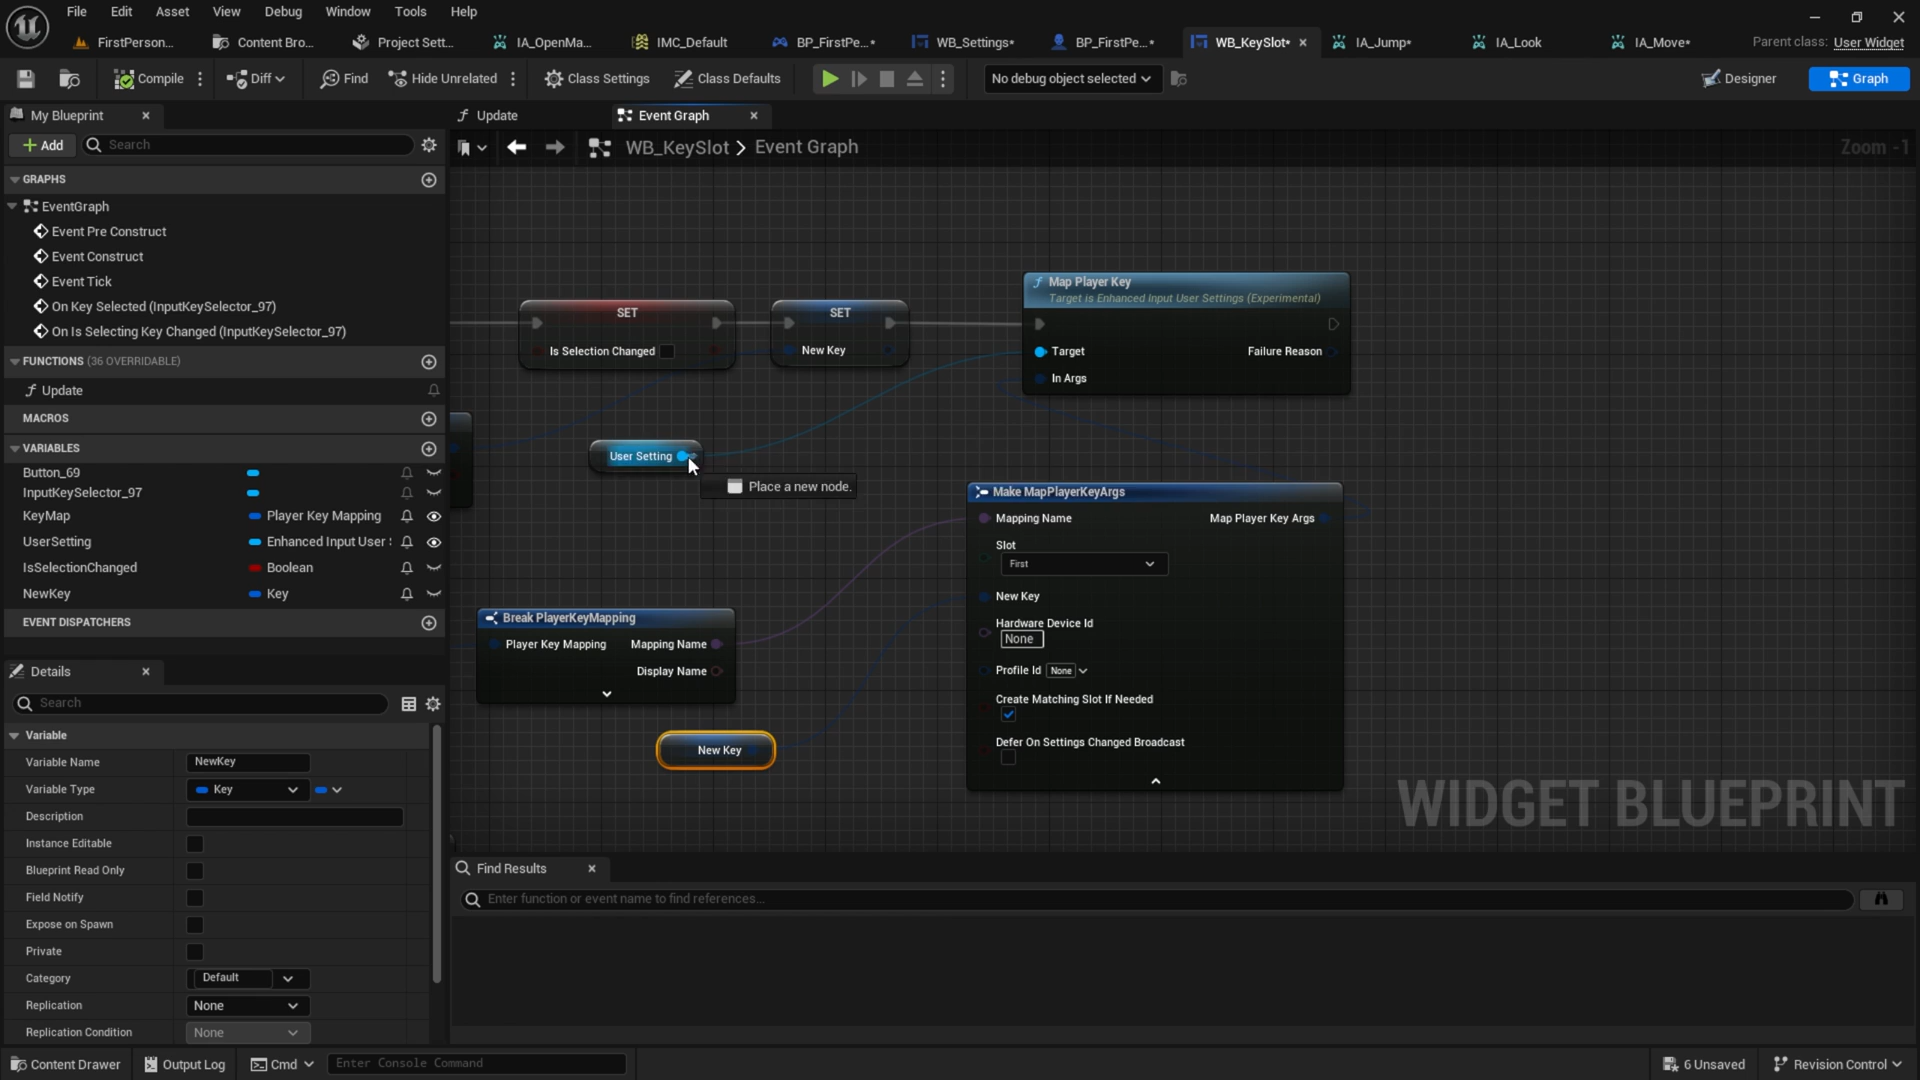 File Edit Asset View Debug Window Tools Help
FirstPerson... Content Bro... Project Sett... IA_OpenMa... IMC_Default BP_FirstPe...* WB_Settings* BP_FirstPe...* WB_KeySlot* IA_Jump* IA_Look IA_Move* Parent class: User Widget
Compile Diff Find Hide Unrelated Class Settings Class Defaults No debug object selected Designer Graph
My Blueprint
Update Event Graph
Add Search
WB_KeySlot > Event Graph Zoom -1
GRAPHS
EventGraph
Event Pre Construct
Event Construct
Event Tick
On Key Selected (InputKeySelector_97)
On Is Selecting Key Changed (InputKeySelector_97)
FUNCTIONS (36 OVERRIDABLE)
Update
MACROS
VARIABLES
Button_69
InputKeySelector_97
KeyMap Player Key Mapping
UserSetting Enhanced Input User
IsSelectionChanged Boolean
NewKey Key
EVENT DISPATCHERS
Details
Search
Variable
Variable Name NewKey
Variable Type Key
Description
Instance Editable
Blueprint Read Only
Field Notify
Expose on Spawn
Private
Category Default
Replication None
Replication Condition None
SET
Is Selection Changed
SET
New Key
Map Player Key
Target is Enhanced Input User Settings (Experimental)
Target Failure Reason
In Args
User Setting
Place a new node.
Make MapPlayerKeyArgs
Mapping Name Map Player Key Args
Slot
First
New Key
Hardware Device Id
None
Profile Id None
Create Matching Slot If Needed
Defer On Settings Changed Broadcast
Break PlayerKeyMapping
Player Key Mapping Mapping Name
Display Name
New Key
WIDGET BLUEPRINT
Find Results
Enter function or event name to find references...
Content Drawer Output Log Cmd Enter Console Command 6 Unsaved Revision Control